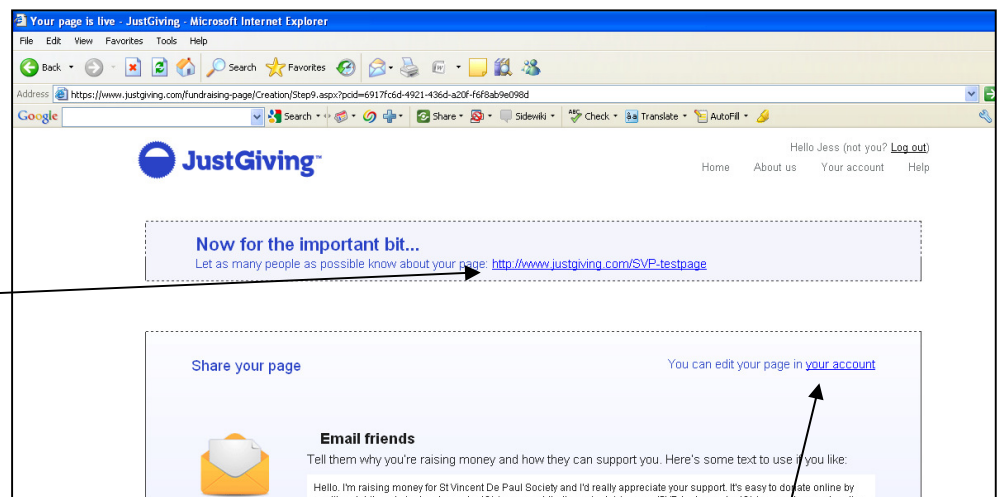 Your page is live - JustGiving - Microsoft Internet Explorer
File Edit View Favorites Tools Help
Back Search Favorites
Address https://www.justgiving.com/fundraising-page/Creation/Step9.aspx?pcid=6917fc6d-4921-436d-a20f-f6f8ab9e098d
Google Search Share Sidewiki Check Translate AutoFill
JustGiving™
Hello Jess (not you? Log out)
Home About us Your account Help
Now for the important bit...
Let as many people as possible know about your page: http://www.justgiving.com/SVP-testpage
Share your page
You can edit your page in your account
Email friends
Tell them why you're raising money and how they can support you. Here's some text to use if you like:
Hello. I'm raising money for St Vincent De Paul Society and I'd really appreciate your support. It's easy to donate online by